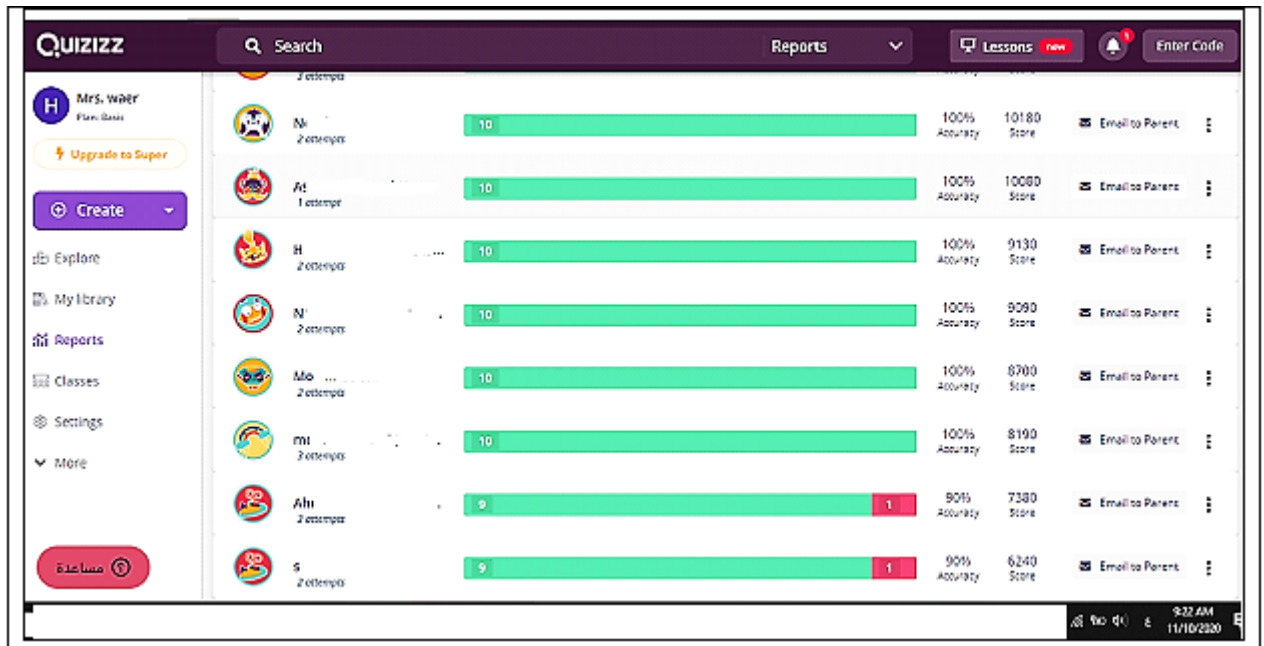 QUIZIZZ
Search
Reports
Lessons new
Enter Code
Mrs. waer
Plan: Basic
Upgrade to Super
Create
Explore
My library
Reports
Classes
Settings
More
مساعدة
3 attempts
2 attempts
10
100% Accuracy
10180 Score
Email to Parent
1 attempt
10
100% Accuracy
10080 Score
Email to Parent
H
2 attempts
10
100% Accuracy
9130 Score
Email to Parent
2 attempts
10
100% Accuracy
9090 Score
Email to Parent
Mo
2 attempts
10
100% Accuracy
8700 Score
Email to Parent
3 attempts
10
100% Accuracy
8190 Score
Email to Parent
9
1
90% Accuracy
7380 Score
Email to Parent
s
2 attempts
9
1
90% Accuracy
6240 Score
Email to Parent
9:22 AM
11/10/2020